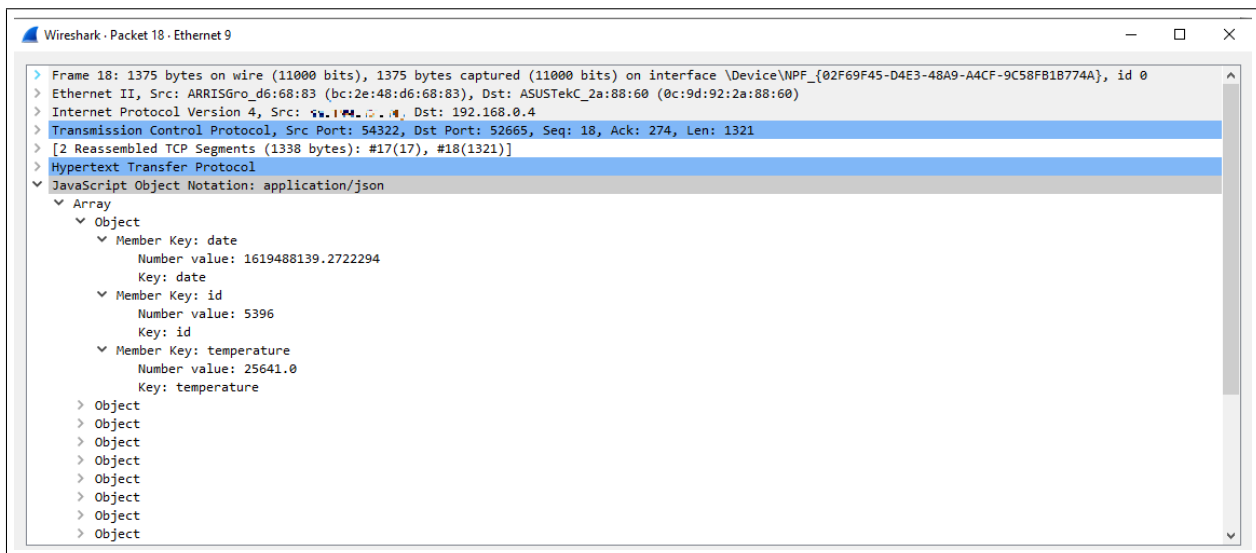 Wireshark · Packet 18 · Ethernet 9
Frame 18: 1375 bytes on wire (11000 bits), 1375 bytes captured (11000 bits) on interface \Device\NPF_{02F69F45-D4E3-48A9-A4CF-9C58FB1B774A}, id 0
Ethernet II, Src: ARRISGro_d6:68:83 (bc:2e:48:d6:68:83), Dst: ASUSTekC_2a:88:60 (0c:9d:92:2a:88:60)
Internet Protocol Version 4, Src: Dst: 192.168.0.4
Transmission Control Protocol, Src Port: 54322, Dst Port: 52665, Seq: 18, Ack: 274, Len: 1321
[2 Reassembled TCP Segments (1338 bytes): #17(17), #18(1321)]
Hypertext Transfer Protocol
JavaScript Object Notation: application/json
Array
Object
Member Key: date
Number value: 1619488139.2722294
Key: date
Member Key: id
Number value: 5396
Key: id
Member Key: temperature
Number value: 25641.0
Key: temperature
Object
Object
Object
Object
Object
Object
Object
Object